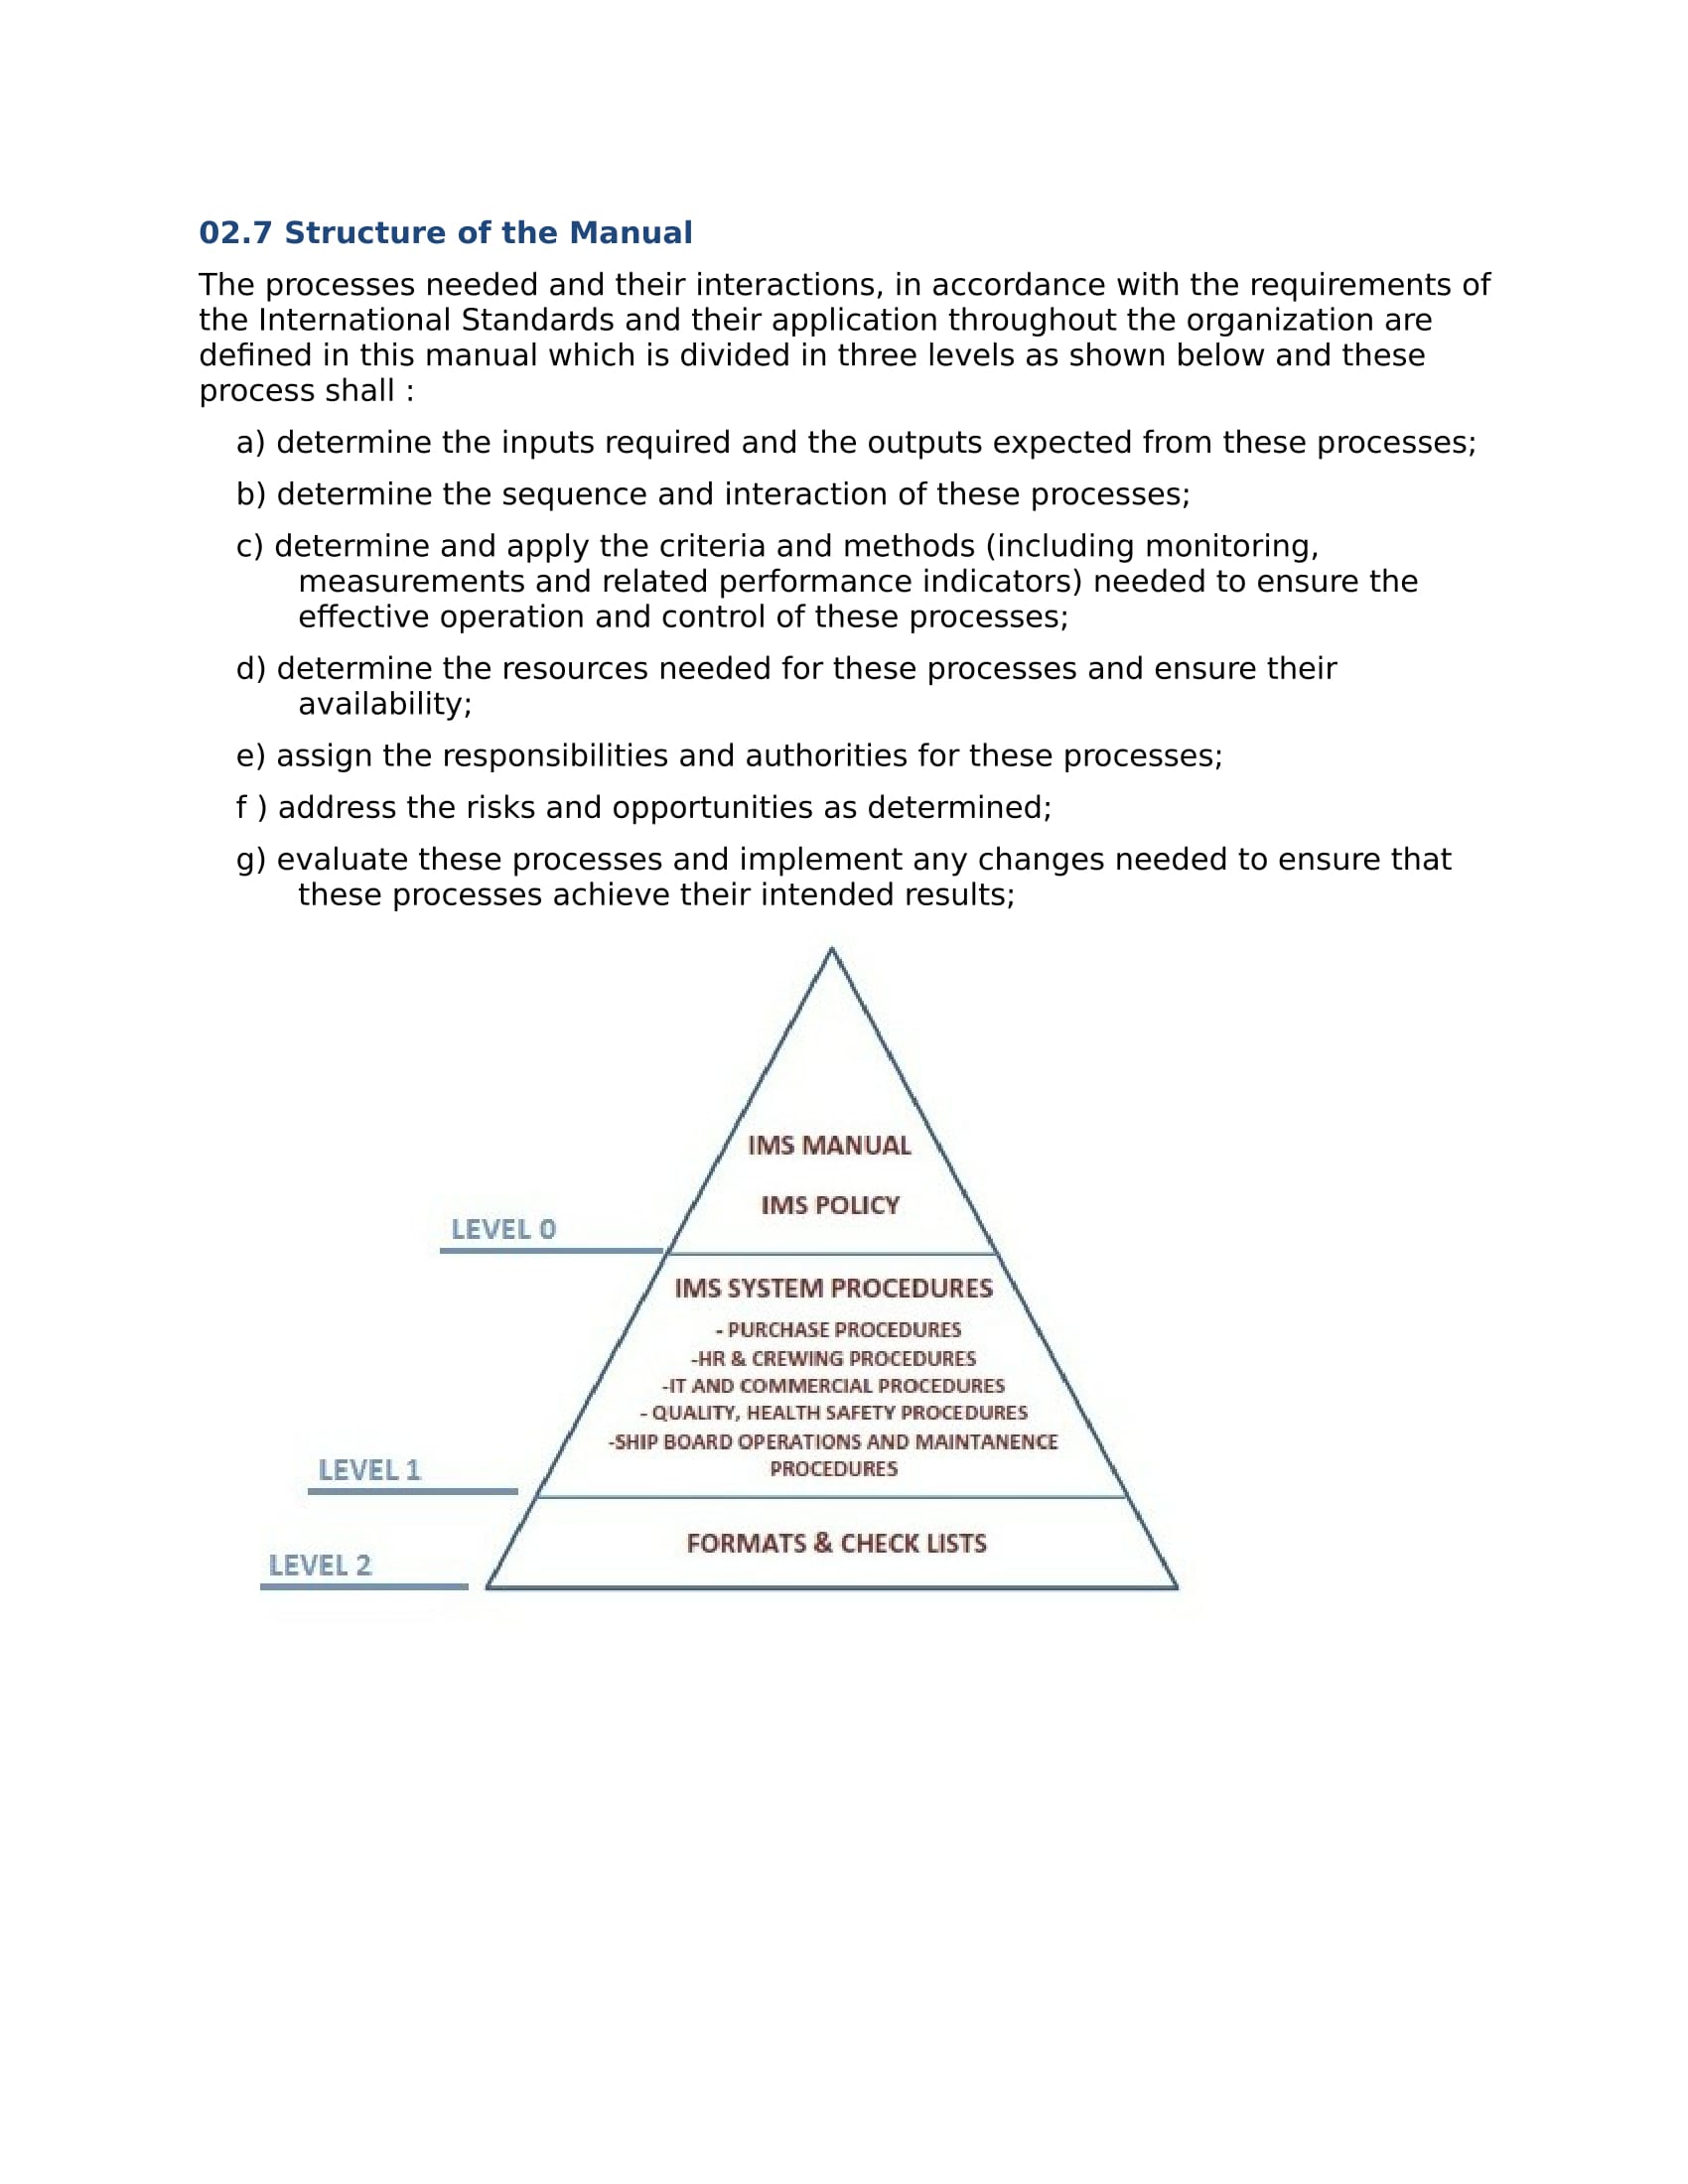 02.7 Structure of the Manual
The processes needed and their interactions, in accordance with the requirements of
the International Standards and their application throughout the organization are
defined in this manual which is divided in three levels as shown below and these
process shall :
a) determine the inputs required and the outputs expected from these processes;
b) determine the sequence and interaction of these processes;
c) determine and apply the criteria and methods (including monitoring,
measurements and related performance indicators) needed to ensure the
effective operation and control of these processes;
d) determine the resources needed for these processes and ensure their
availability;
e) assign the responsibilities and authorities for these processes;
f ) address the risks and opportunities as determined;
g) evaluate these processes and implement any changes needed to ensure that
these processes achieve their intended results;
IMS MANUAL
IMS POLICY
LEVEL 0
IMS SYSTEM PROCEDURES
- PURCHASE PROCEDURES
-HR & CREWING PROCEDURES
-IT AND COMMERCIAL PROCEDURES
- QUALITY, HEALTH SAFETY PROCEDURES
-SHIP BOARD OPERATIONS AND MAINTANENCE
PROCEDURES
LEVEL 1
FORMATS & CHECK LISTS
LEVEL 2